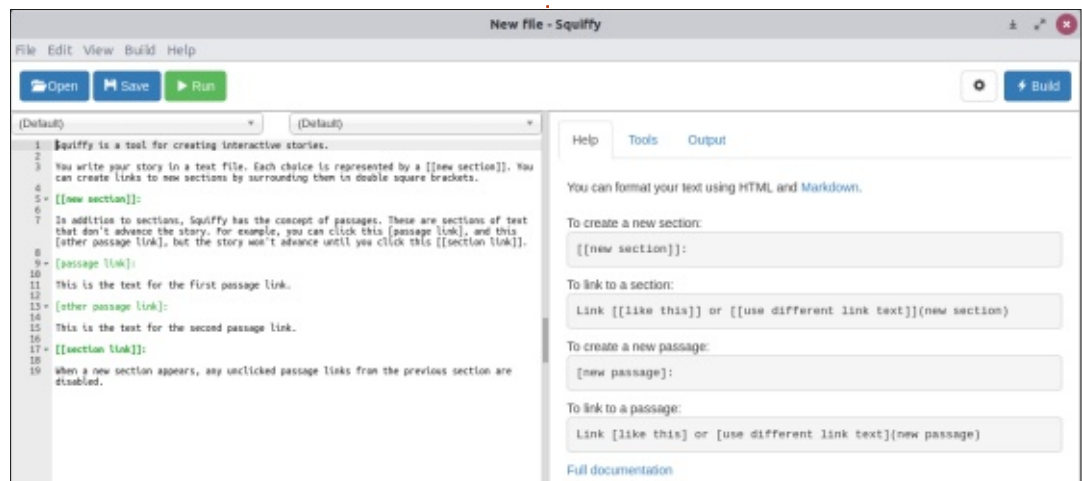 New file - Squiffy
File Edit View Build Help
Open Save Run Build
(Default) (Default)
1 Squiffy is a tool for creating interactive stories.
2
3 You write your story in a text file. Each choice is represented by a [[new section]]. You
can create links to new sections by surrounding them in double square brackets.
4
5 [[new section]]:
6
7 In addition to sections, Squiffy has the concept of passages. These are sections of text
that don't advance the story. For example, you can click this [passage link], and this
[other passage link], but the story won't advance until you click this [[section link]].
8
9 [passage link]:
10
11 This is the text for the first passage link.
12
13 [other passage link]:
14
15 This is the text for the second passage link.
16
17 [[section link]]:
18
19 When a new section appears, any unclicked passage links from the previous section are
disabled.
Help Tools Output
You can format your text using HTML and Markdown.
To create a new section:
[[new section]]:
To link to a section:
Link [[like this]] or [[use different link text]](new section)
To create a new passage:
[new passage]:
To link to a passage:
Link [like this] or [use different link text](new passage)
Full documentation